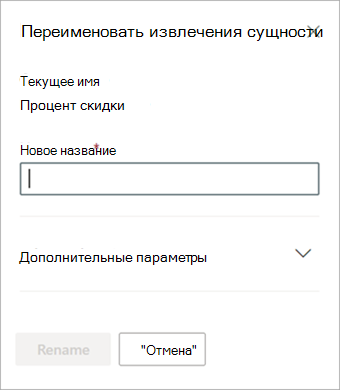 Переименовать извлечения сущности
Текущее имя
Процент скидки
Новое название*
Дополнительные параметры
Rename
"Отмена"